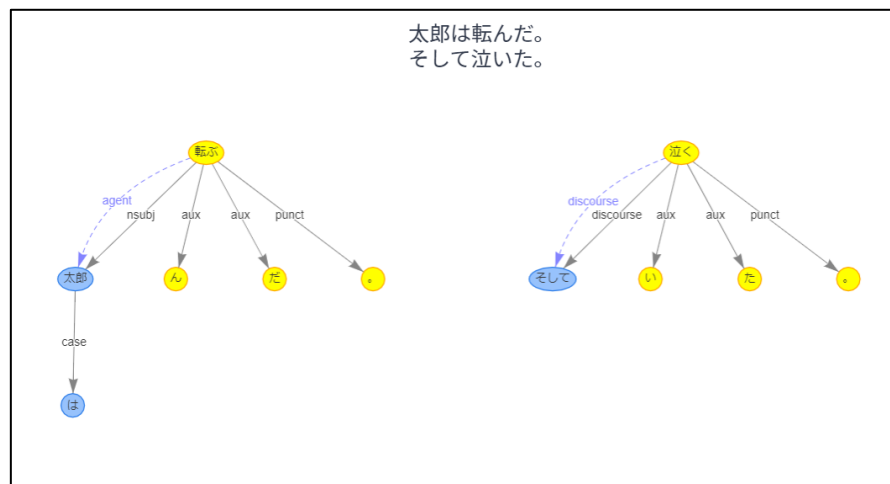 太郎は転んだ。
そして泣いた。
転ぶ
泣く
agent
nsubj
aux
aux
punct
discourse
discourse
aux
aux
punct
太郎
ん
だ
。
そして
い
た
。
case
は